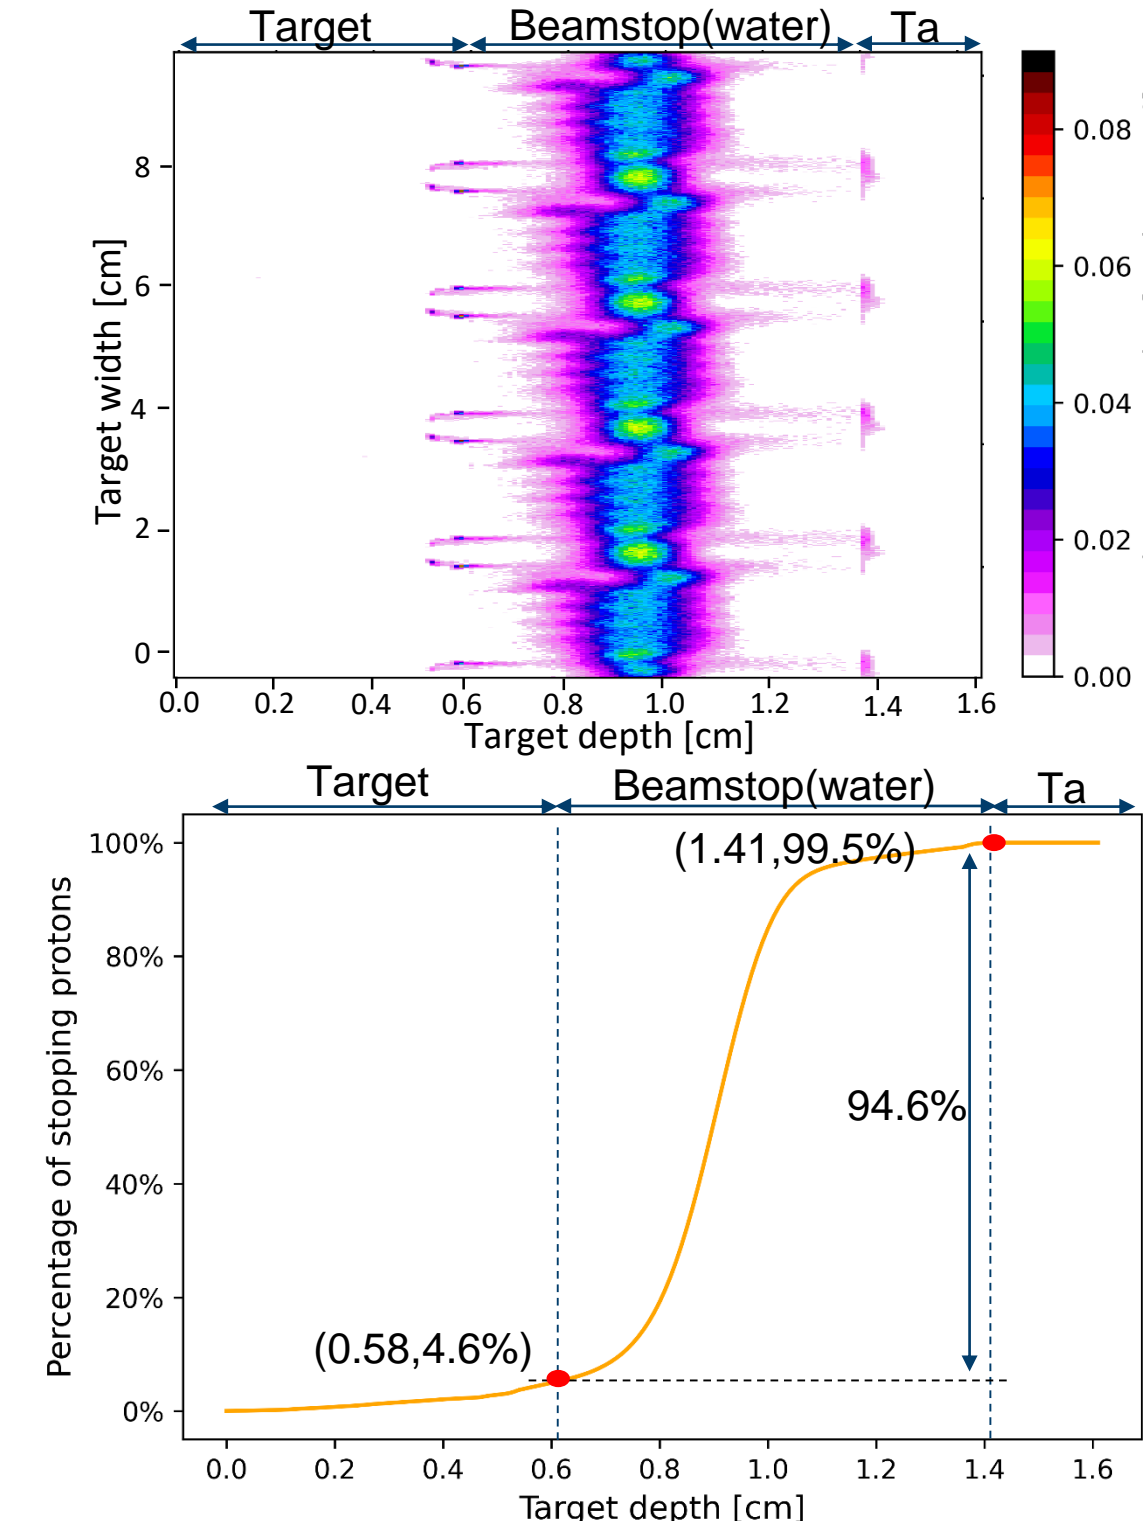 Target Beamstop(water) Ta
0.08
8
0.06
6
Target width [cm]
4
0.04
2
0.02
0
0.00
0.0 0.2 0.4 0.6 0.8 1.0 1.2 1.4 1.6
Target depth [cm]
Target Beamstop(water) Ta
100%
(1.41,99.5%)
80%
60%
Percentage of stopping protons
94.6%
40%
20%
(0.58,4.6%)
0%
0.0 0.2 0.4 0.6 0.8 1.0 1.2 1.4 1.6
Target depth [cm]